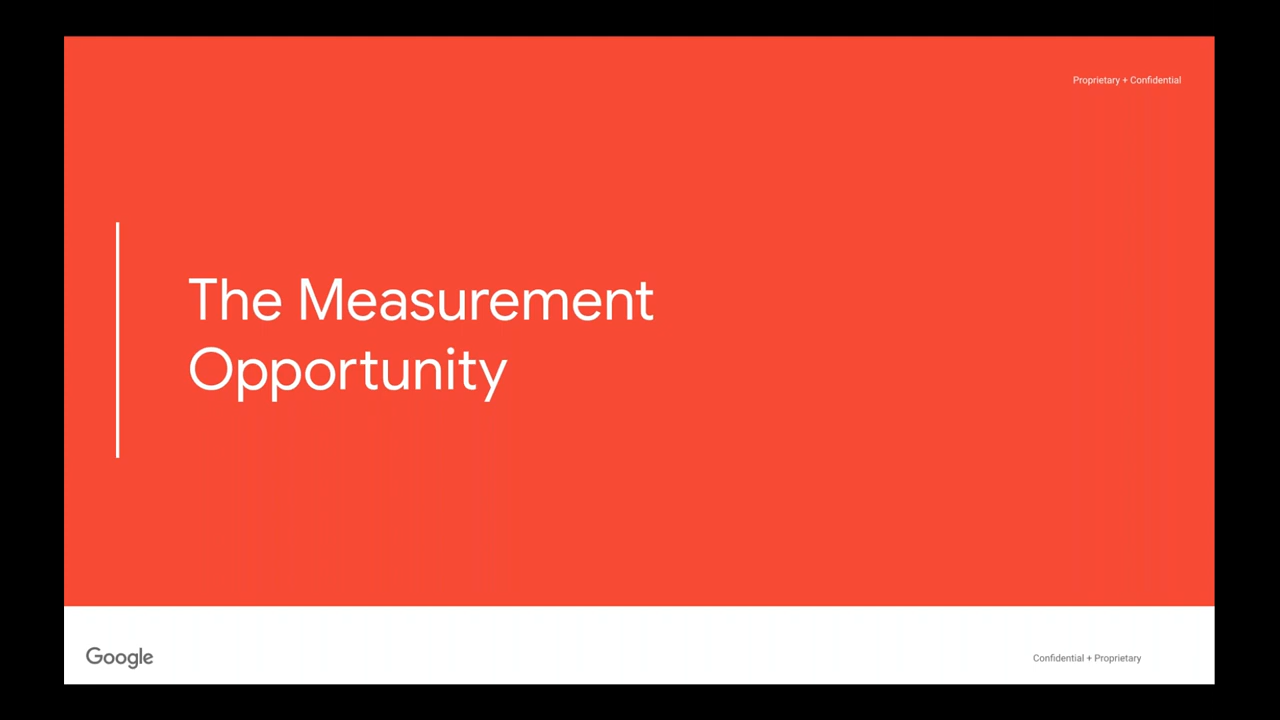 Proprietary + Confidential
The Measurement
Opportunity
Google
Confidential + Proprietary